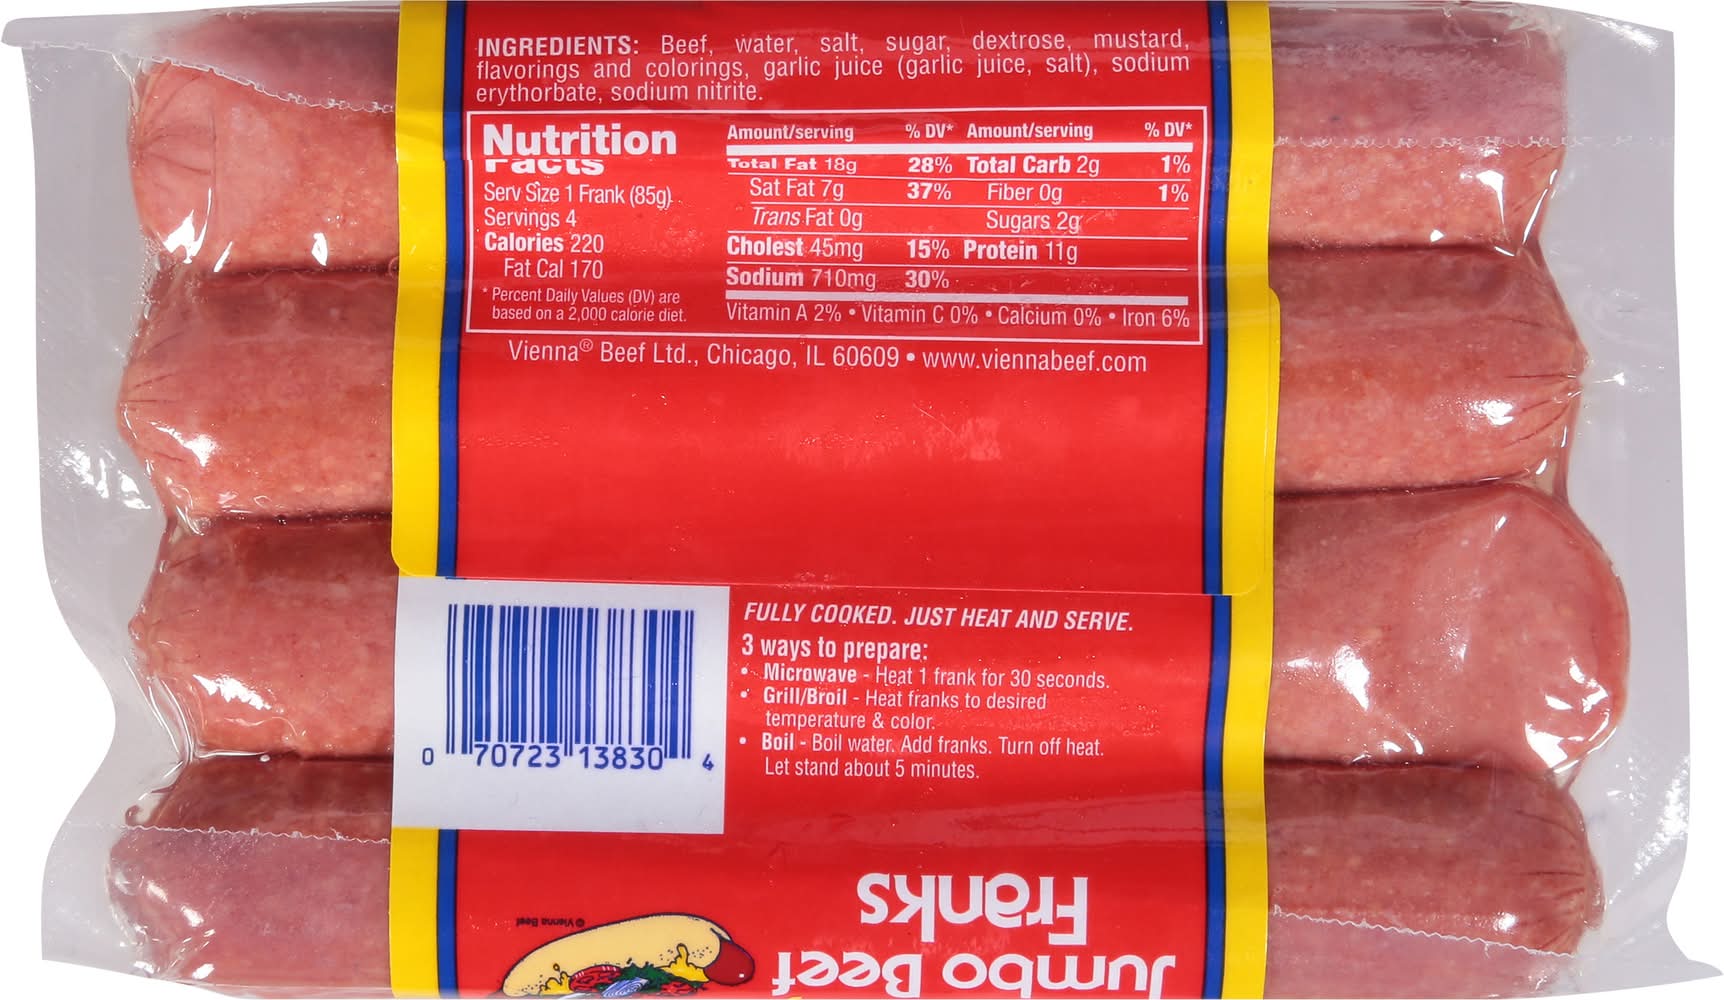 INGREDIENTS: Beef, water, salt, sugar, dextrose, mustard,
flavorings and colorings, garlic juice (garlic juice, salt), sodium
erythorbate, sodium nitrite.
Nutrition
Facts
Serv Size 1 Frank (85g)
Servings 4
Calories 220
Fat Cal 170
* Percent Daily Values (DV) are
based on a 2,000 calorie diet.
Amount/serving % DV* Amount/serving % DV*
Total Fat 18g 28% Total Carb 2g 1%
Sat Fat 7g 37% Fiber 0g 1%
Trans Fat 0g Sugars 2g
Cholest 45mg 15% Protein 11g
Sodium 710mg 30%
Vitamin A 2% • Vitamin C 0% • Calcium 0% • Iron 6%
Vienna® Beef Ltd., Chicago, IL 60609 • www.viennabeef.com
FULLY COOKED. JUST HEAT AND SERVE.
3 ways to prepare:
• Microwave - Heat 1 frank for 30 seconds.
• Grill/Broil - Heat franks to desired
temperature & color.
• Boil - Boil water. Add franks. Turn off heat.
Let stand about 5 minutes.
0 70723 13830 4
Jumbo Beef
Franks
© Vienna Beef